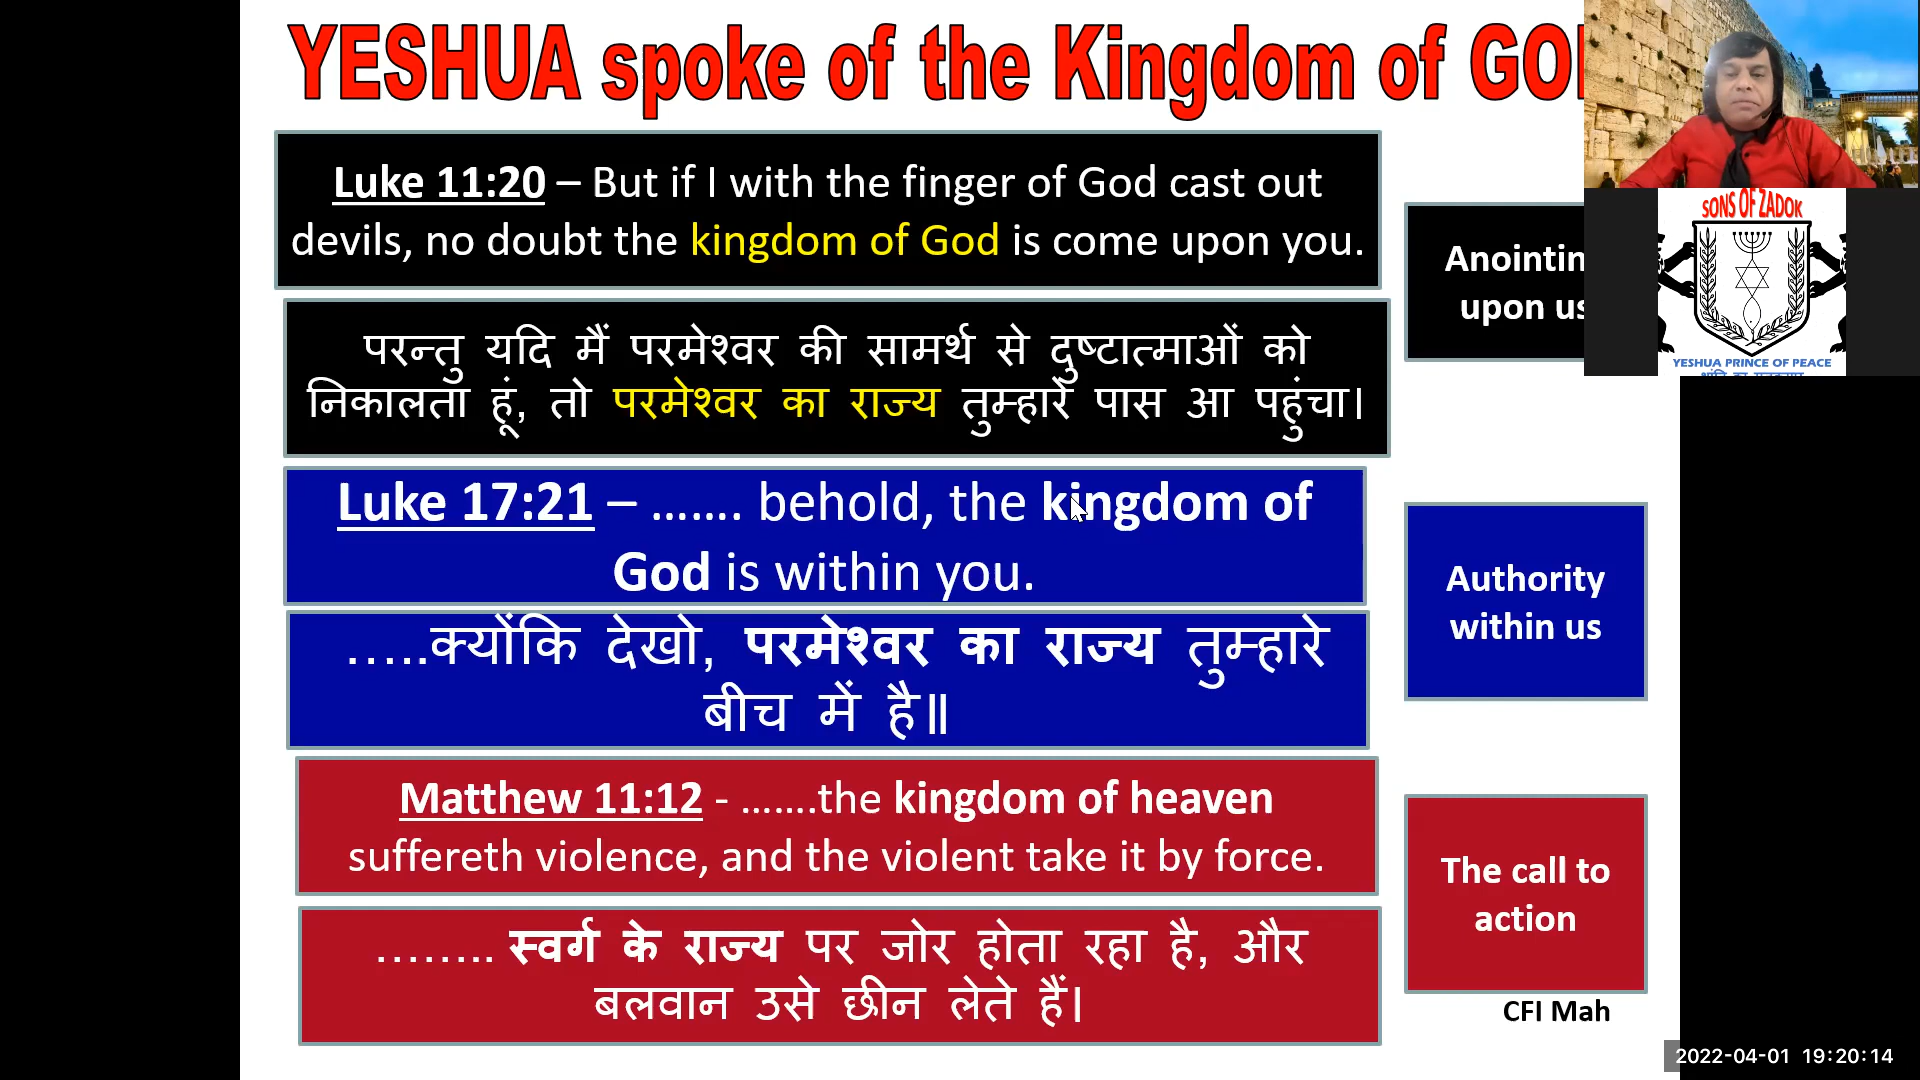 YESHUA spoke of the Kingdom of GO
Luke 11:20 – But if I with the finger of God cast out
devils, no doubt the kingdom of God is come upon you.
परन्तु यदि मैं परमेश्वर की सामर्थ से दुष्टात्माओं को
निकालता हूं, तो परमेश्वर का राज्य तुम्हारे पास आ पहुंचा।
Anointin
upon us
Luke 17:21 – ……. behold, the kingdom of
God is within you.
…..क्योंकि देखो, परमेश्वर का राज्य तुम्हारे
बीच में है॥
Authority
within us
Matthew 11:12 - …….the kingdom of heaven
suffereth violence, and the violent take it by force.
…….. स्वर्ग के राज्य पर जोर होता रहा है, और
बलवान उसे छीन लेते हैं।
The call to
action
CFI Mah
SONS OF ZADOK
YESHUA PRINCE OF PEACE
2022-04-01 19:20:14